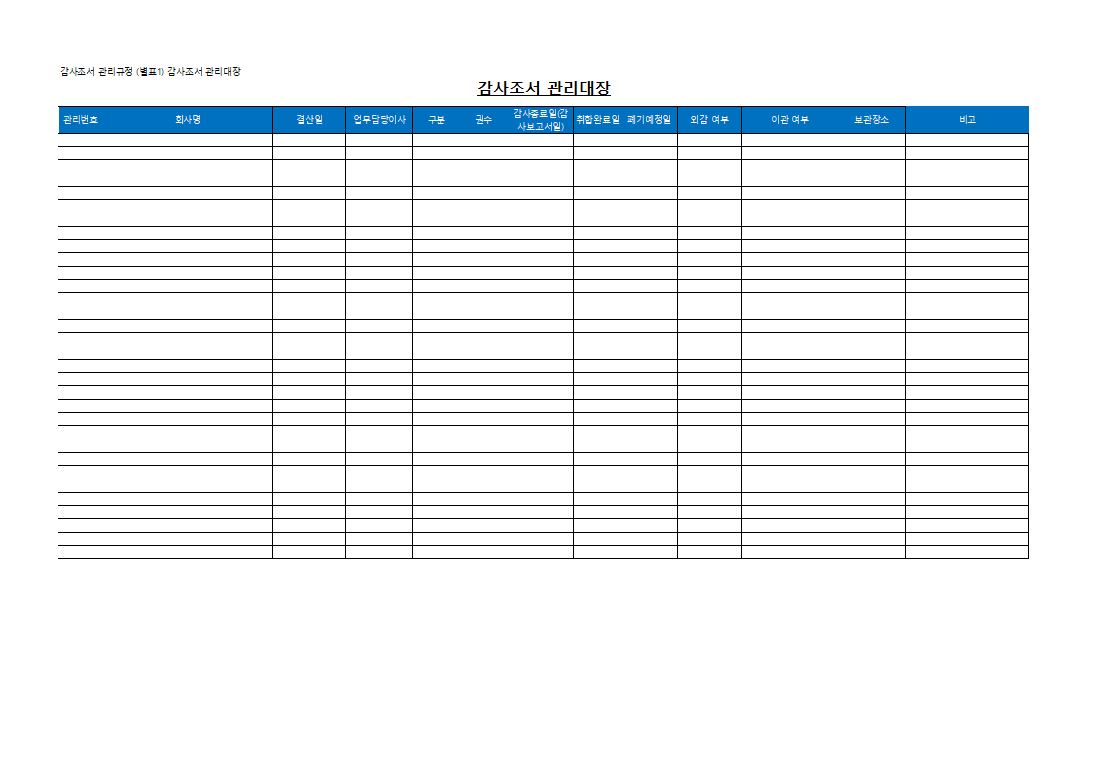 감사조서 관리규정 (별표1) 감사조서 관리대장
감사조서 관리대장
관리번호 회사명 결산일 업무담당이사 구분 권수 감사종료일(감사보고서일) 취합완료일 폐기예정일 외감 여부 이관 여부 보관장소 비고